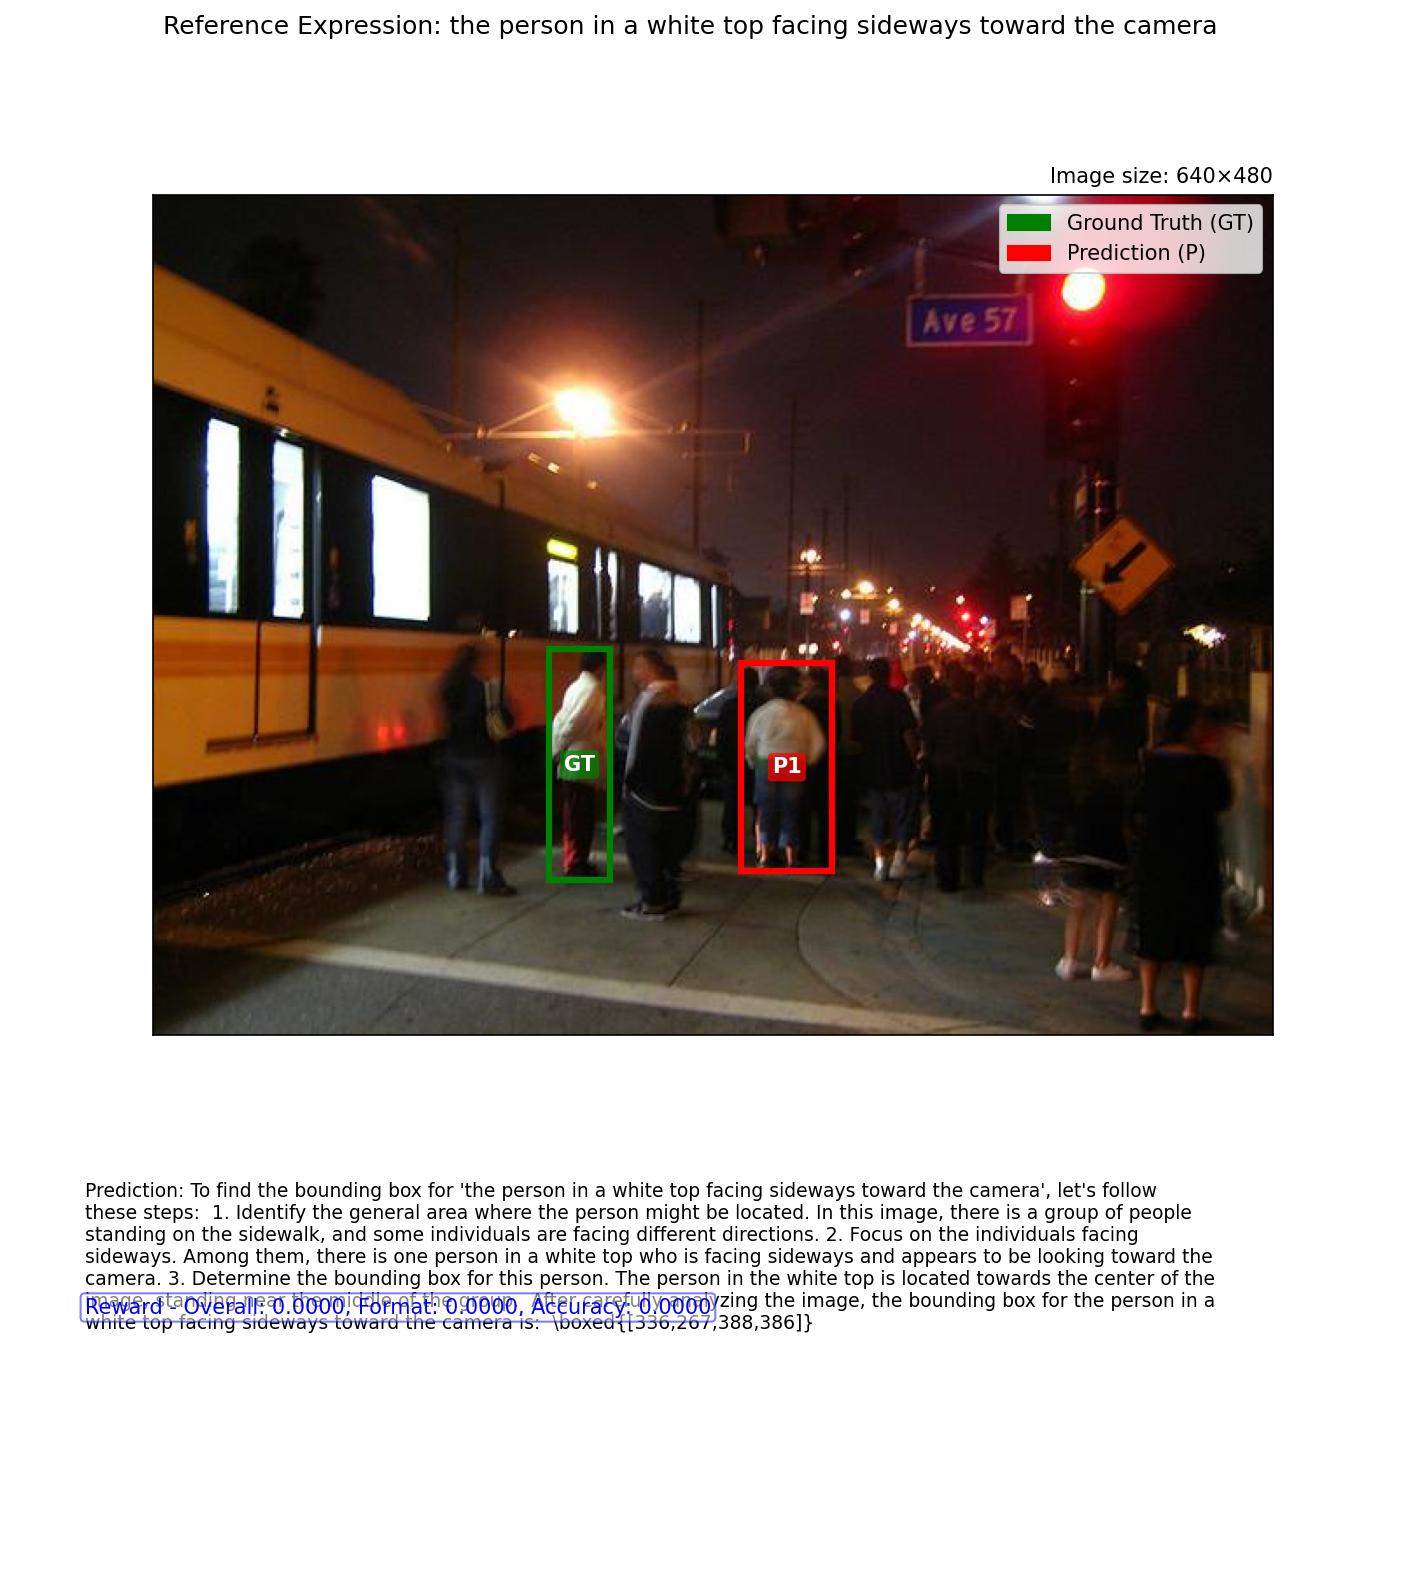 Reference Expression: the person in a white top facing sideways toward the camera
Image size: 640×480
Ground Truth (GT)
Prediction (P)
Ave 57
GT
P1
Prediction: To find the bounding box for 'the person in a white top facing sideways toward the camera', let's follow
these steps:  1. Identify the general area where the person might be located. In this image, there is a group of people
standing on the sidewalk, and some individuals are facing different directions. 2. Focus on the individuals facing
sideways. Among them, there is one person in a white top who is facing sideways and appears to be looking toward the
camera. 3. Determine the bounding box for this person. The person in the white top is located towards the center of the
image, standing near the middle of the group.  After carefully analyzing the image, the bounding box for the person in a
Reward - Overall: 0.0000, Format: 0.0000, Accuracy: 0.0000
white top facing sideways toward the camera is:  \boxed{[336,267,388,386]}